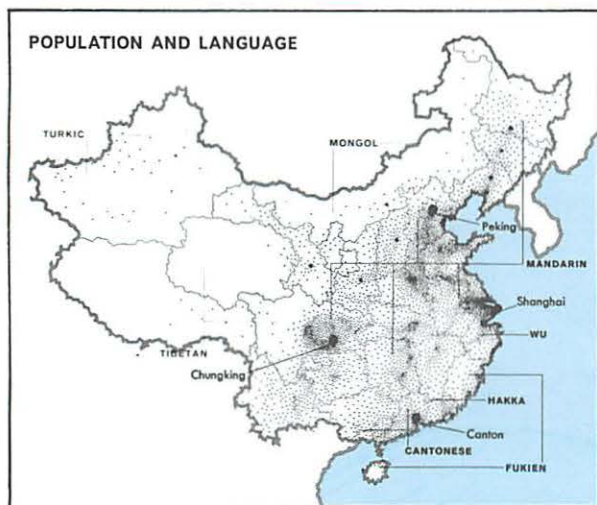 POPULATION AND LANGUAGE
TURKIC
MONGOL
Peking
MANDARIN
Shanghai
WU
TIBETAN
Chungking
HAKKA
Canton
CANTONESE
FUKIEN